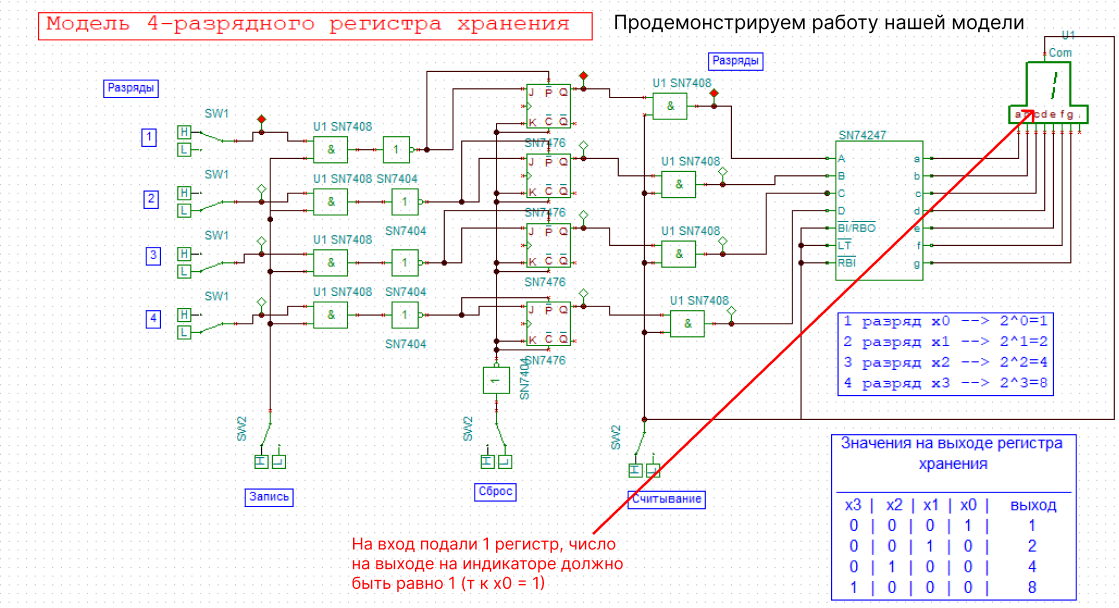 Модель 4-разрядного регистра хранения
Продемонстрируем работу нашей модели
U1
Com
a b c d e f g .
Разряды
Разряды
1
SW1
H
L
U1 SN7408
&
1
J P Q
K C Q
SN7476
U1 SN7408
&
2
SW1
H
L
U1 SN7408
&
SN7404
1
SN7404
J P Q
K C Q
SN7476
U1 SN7408
&
3
SW1
H
L
U1 SN7408
&
1
J P Q
K C Q
SN7476
U1 SN7408
&
4
SW1
H
L
U1 SN7408
&
SN7404
1
SN7404
J P Q
K C Q
SN7476
U1 SN7408
&
SN74247
A a
B b
C c
D d
BI/RBO e
LT f
RBI g
1
SN7404
SW2
H L
Запись
SW2
H L
Сброс
SW2
H L
Считывание
1 разряд x0 --> 2^0=1
2 разряд x1 --> 2^1=2
3 разряд x2 --> 2^2=4
4 разряд x3 --> 2^3=8
Значения на выходе регистра
хранения
x3 | x2 | x1 | x0 | выход
0 | 0 | 0 | 1 | 1
0 | 0 | 1 | 0 | 2
0 | 1 | 0 | 0 | 4
1 | 0 | 0 | 0 | 8
На вход подали 1 регистр, число
на выходе на индикаторе должно
быть равно 1 (т к x0 = 1)